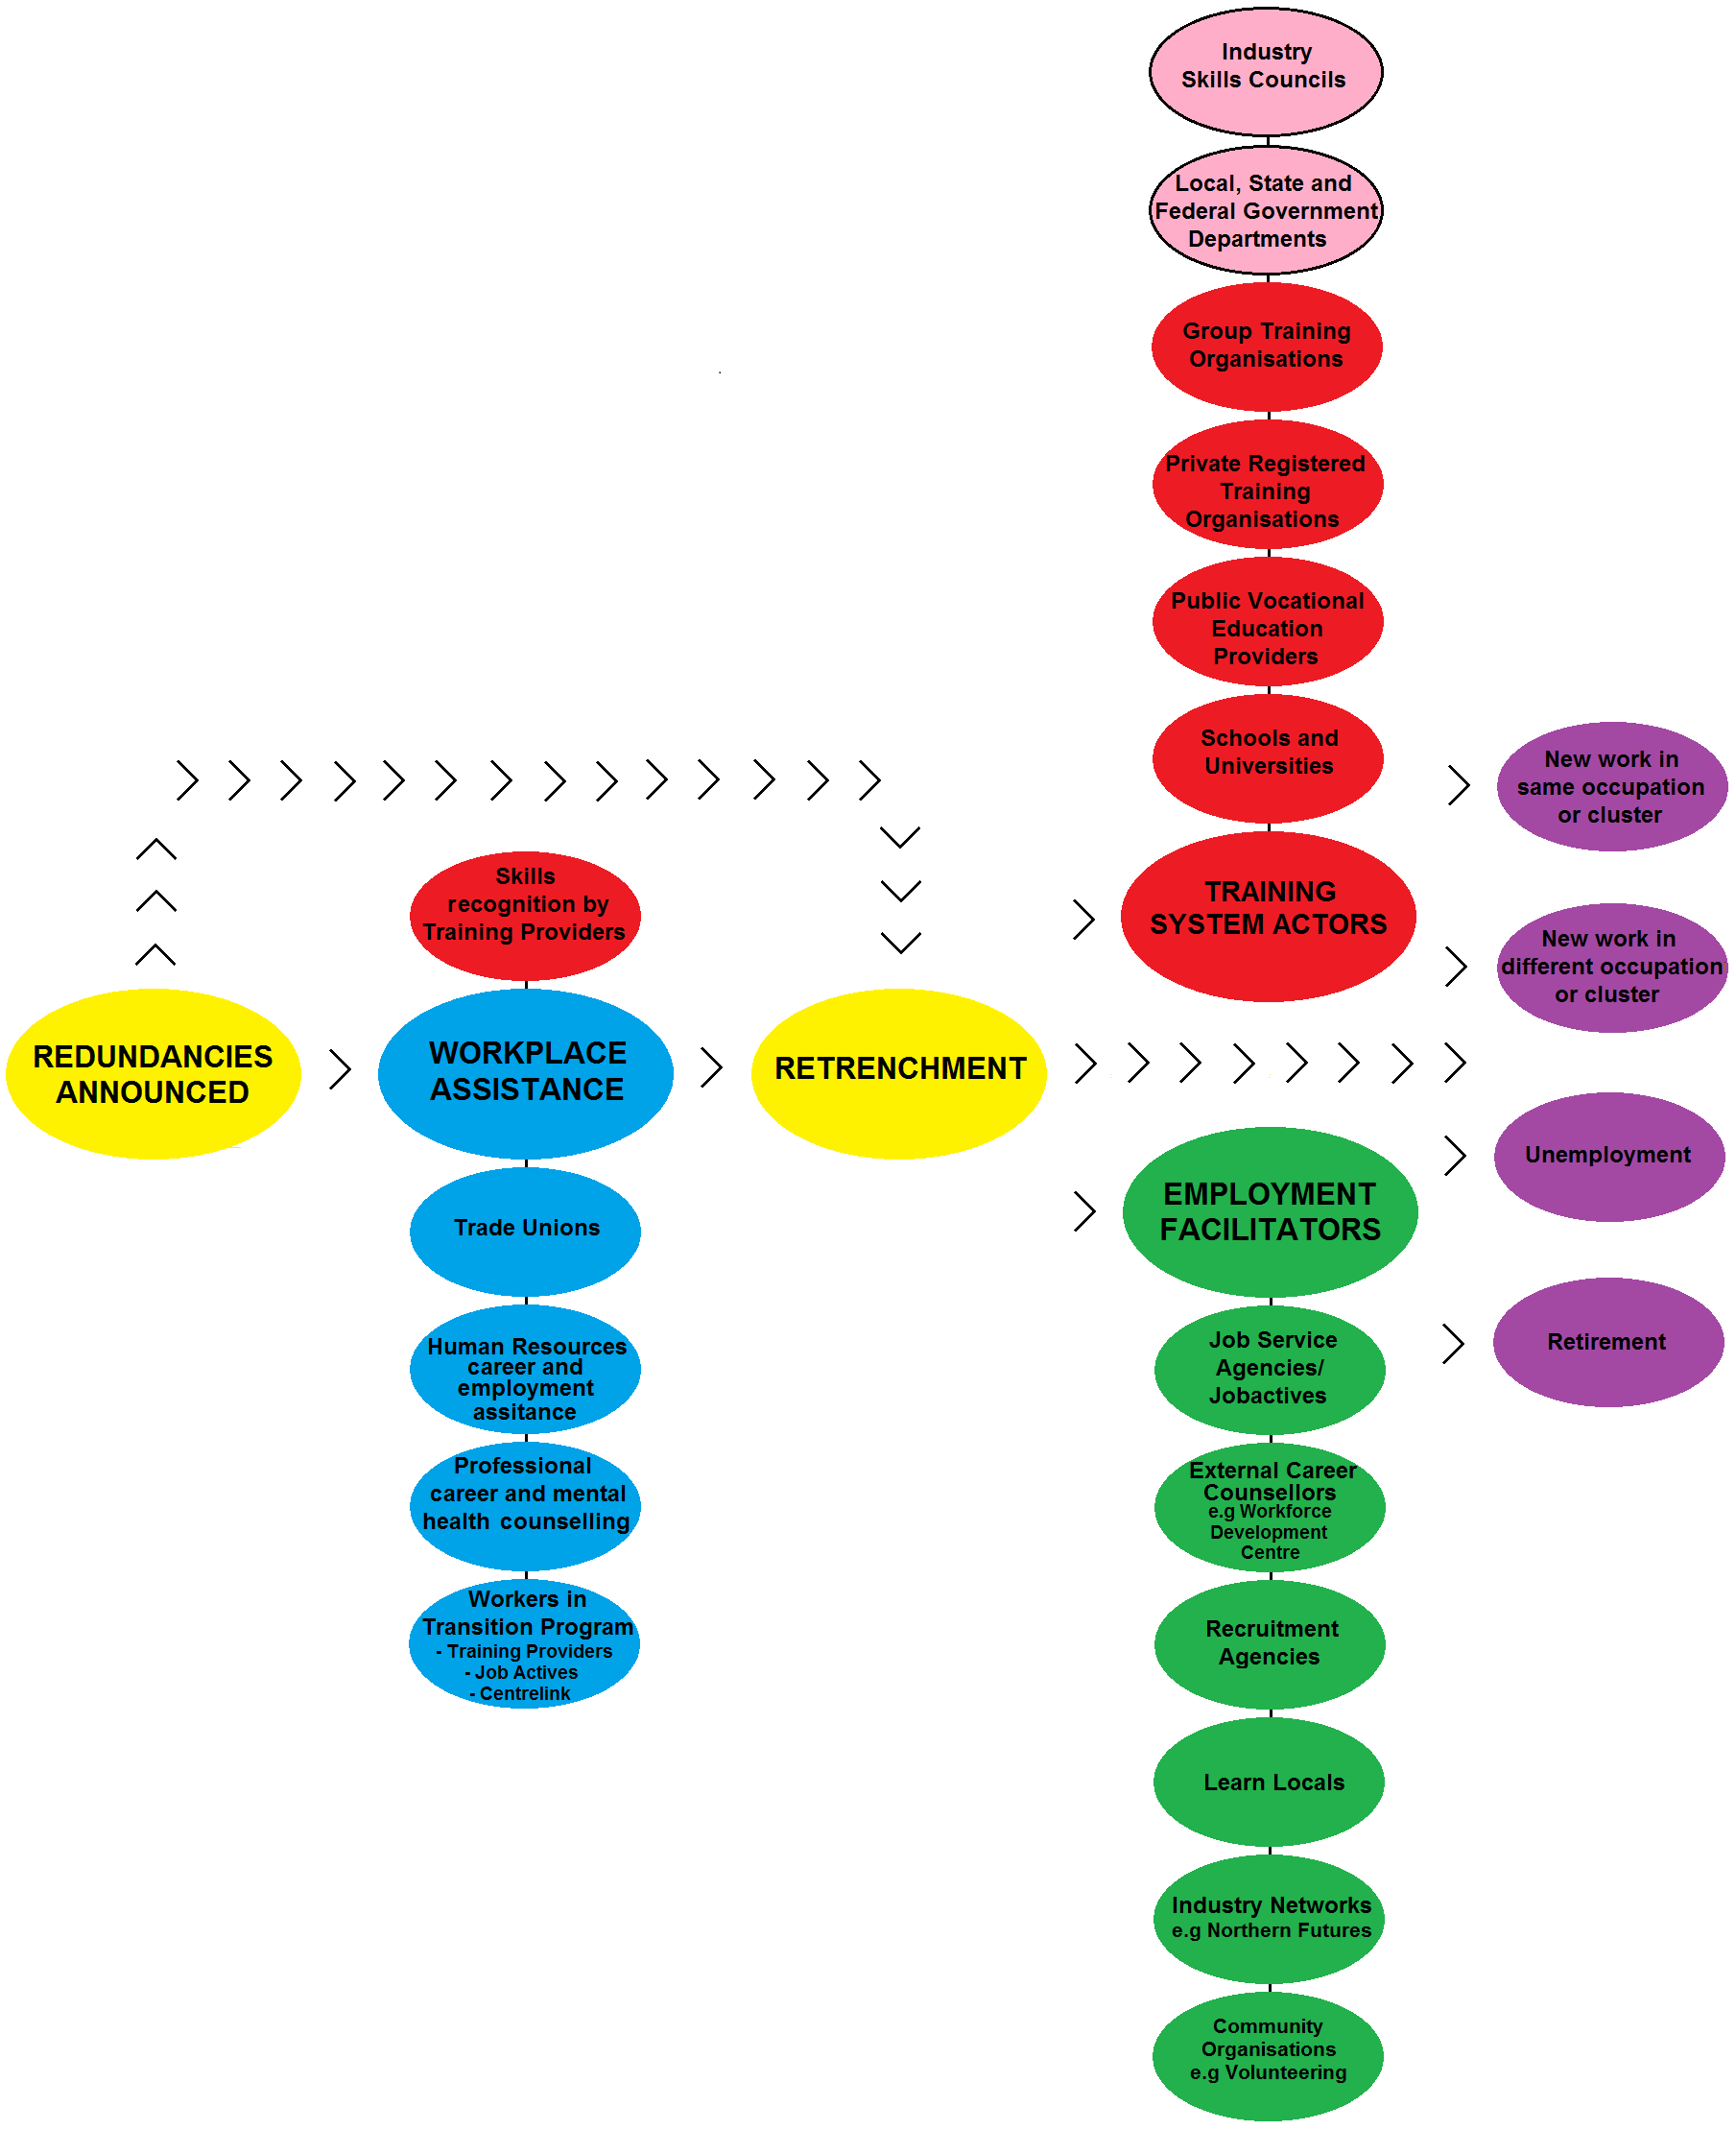 Industry
Skills Councils
Local, State and
Federal Government
Departments
Group Training
Organisations
Private Registered
Training
Organisations
Public Vocational
Education
Providers
Schools and
Universities
TRAINING
SYSTEM ACTORS
New work in
same occupation
or cluster
New work in
different occupation
or cluster
Skills
recognition by
Training Providers
REDUNDANCIES
ANNOUNCED
WORKPLACE
ASSISTANCE
RETRENCHMENT
Trade Unions
Human Resources
career and
employment
assitance
Professional
career and mental
health counselling
Workers in
Transition Program
- Training Providers
- Job Actives
- Centrelink
EMPLOYMENT
FACILITATORS
Unemployment
Retirement
Job Service
Agencies/
Jobactives
External Career
Counsellors
e.g Workforce
Development
Centre
Recruitment
Agencies
Learn Locals
Industry Networks
e.g Northern Futures
Community
Organisations
e.g Volunteering